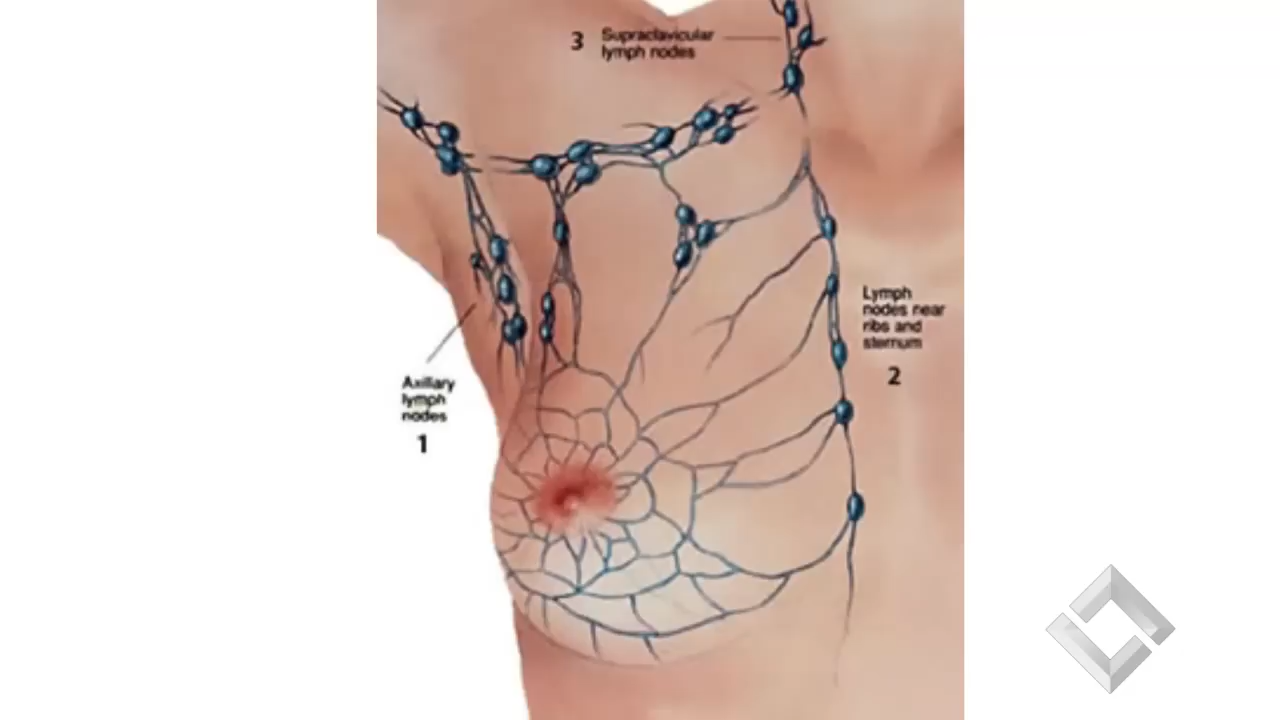 3 Supraclavicular
lymph nodes
Lymph
nodes near
ribs and
sternum
2
Axillary
lymph
nodes
1